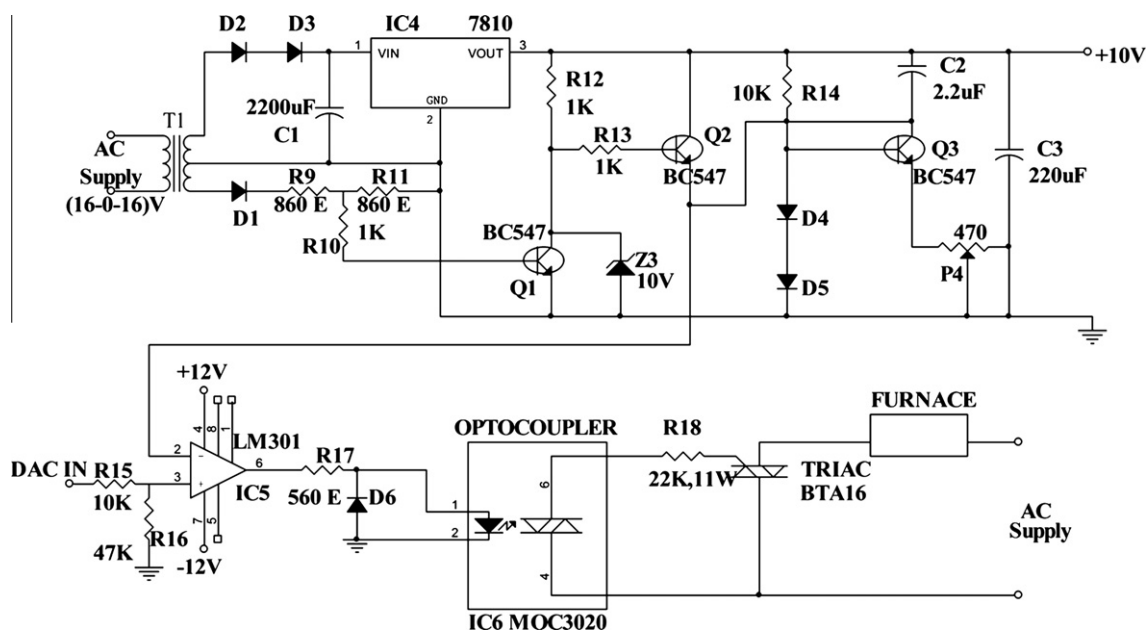 D2
D3
IC4
7810
1
VIN
VOUT
3
+10V
GND
2
2200uF
C1
T1
AC
Supply
(16-0-16)V
R12
1K
R13
1K
Q2
BC547
10K
R14
C2
2.2uF
Q3
BC547
C3
220uF
D1
R9
860 E
R11
860 E
1K
R10
BC547
Q1
Z3
10V
D4
D5
470
P4
+12V
4
8
1
LM301
2
−
DAC IN
R15
10K
3
+
6
IC5
R16
47K
7
5
-12V
R17
560 E
D6
OPTOCOUPLER
1
2
6
4
IC6 MOC3020
R18
22K,11W
TRIAC
BTA16
FURNACE
AC
Supply